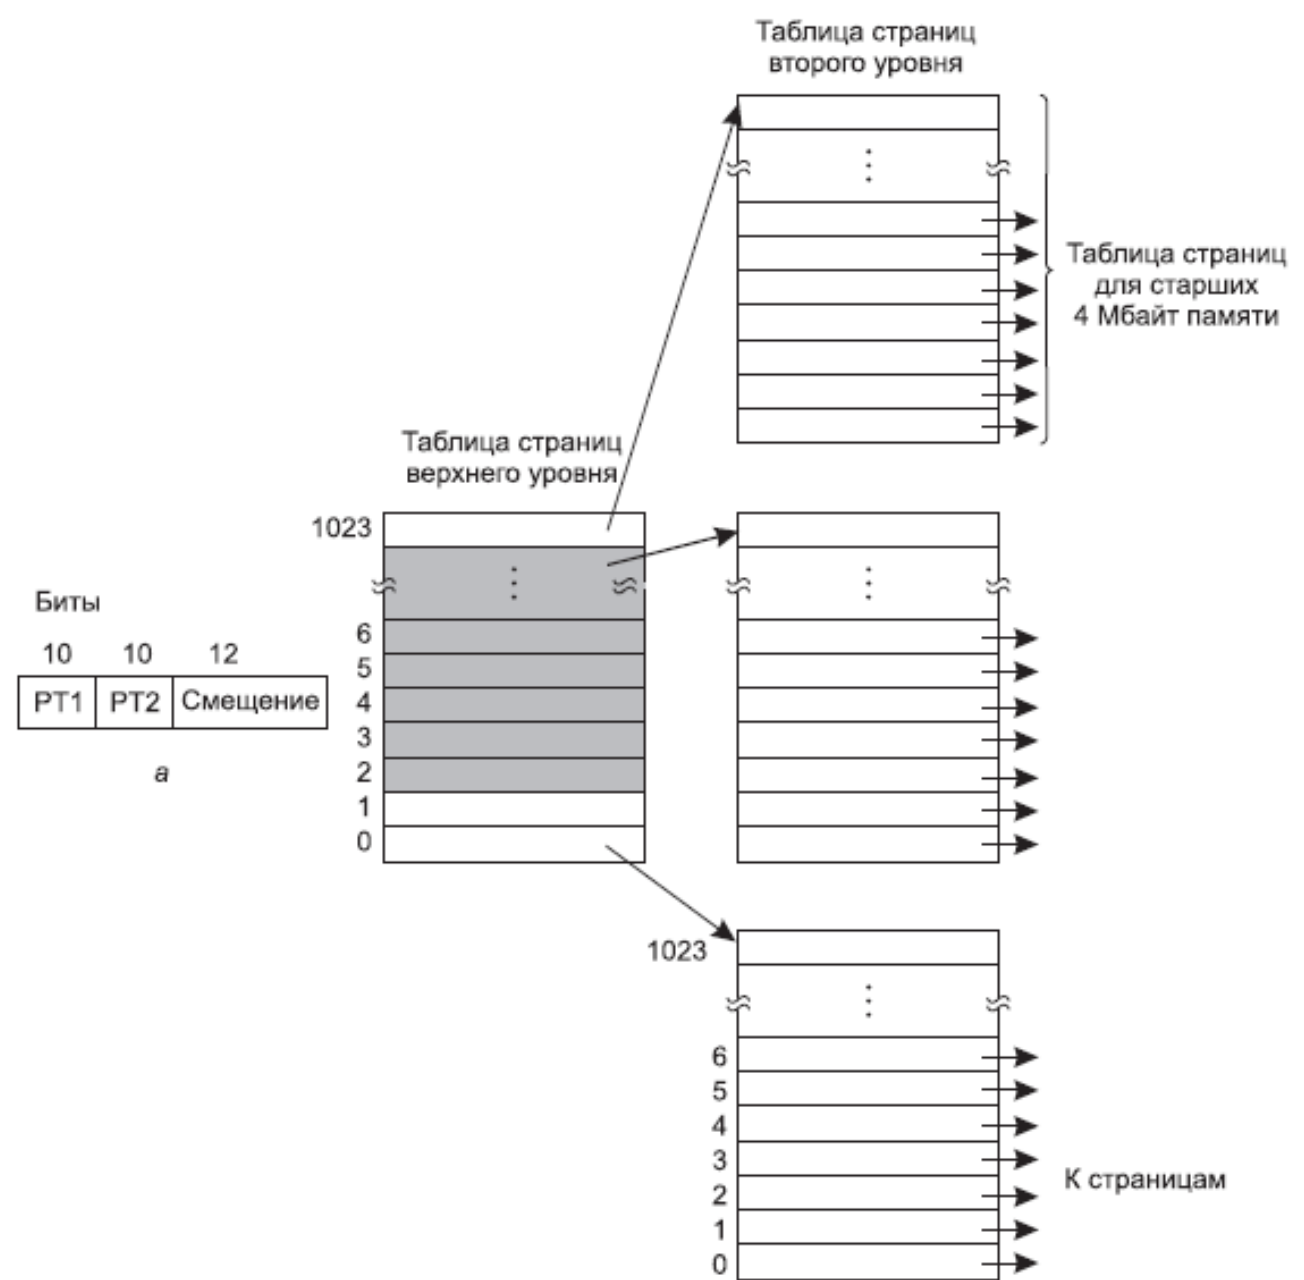 Таблица страниц
второго уровня
Таблица страниц
для старших
4 Мбайт памяти
Таблица страниц
верхнего уровня
1023
6
5
4
3
2
1
0
Биты
10 10 12
PT1 PT2 Смещение
а
1023
6
5
4
3
2
1
0
К страницам